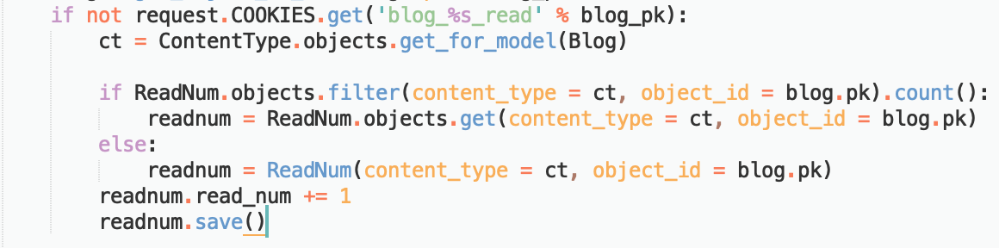 if not request.COOKIES.get('blog_%s_read' % blog_pk):
ct = ContentType.objects.get_for_model(Blog)
if ReadNum.objects.filter(content_type = ct, object_id = blog.pk).count():
readnum = ReadNum.objects.get(content_type = ct, object_id = blog.pk)
else:
readnum = ReadNum(content_type = ct, object_id = blog.pk)
readnum.read_num += 1
readnum.save()